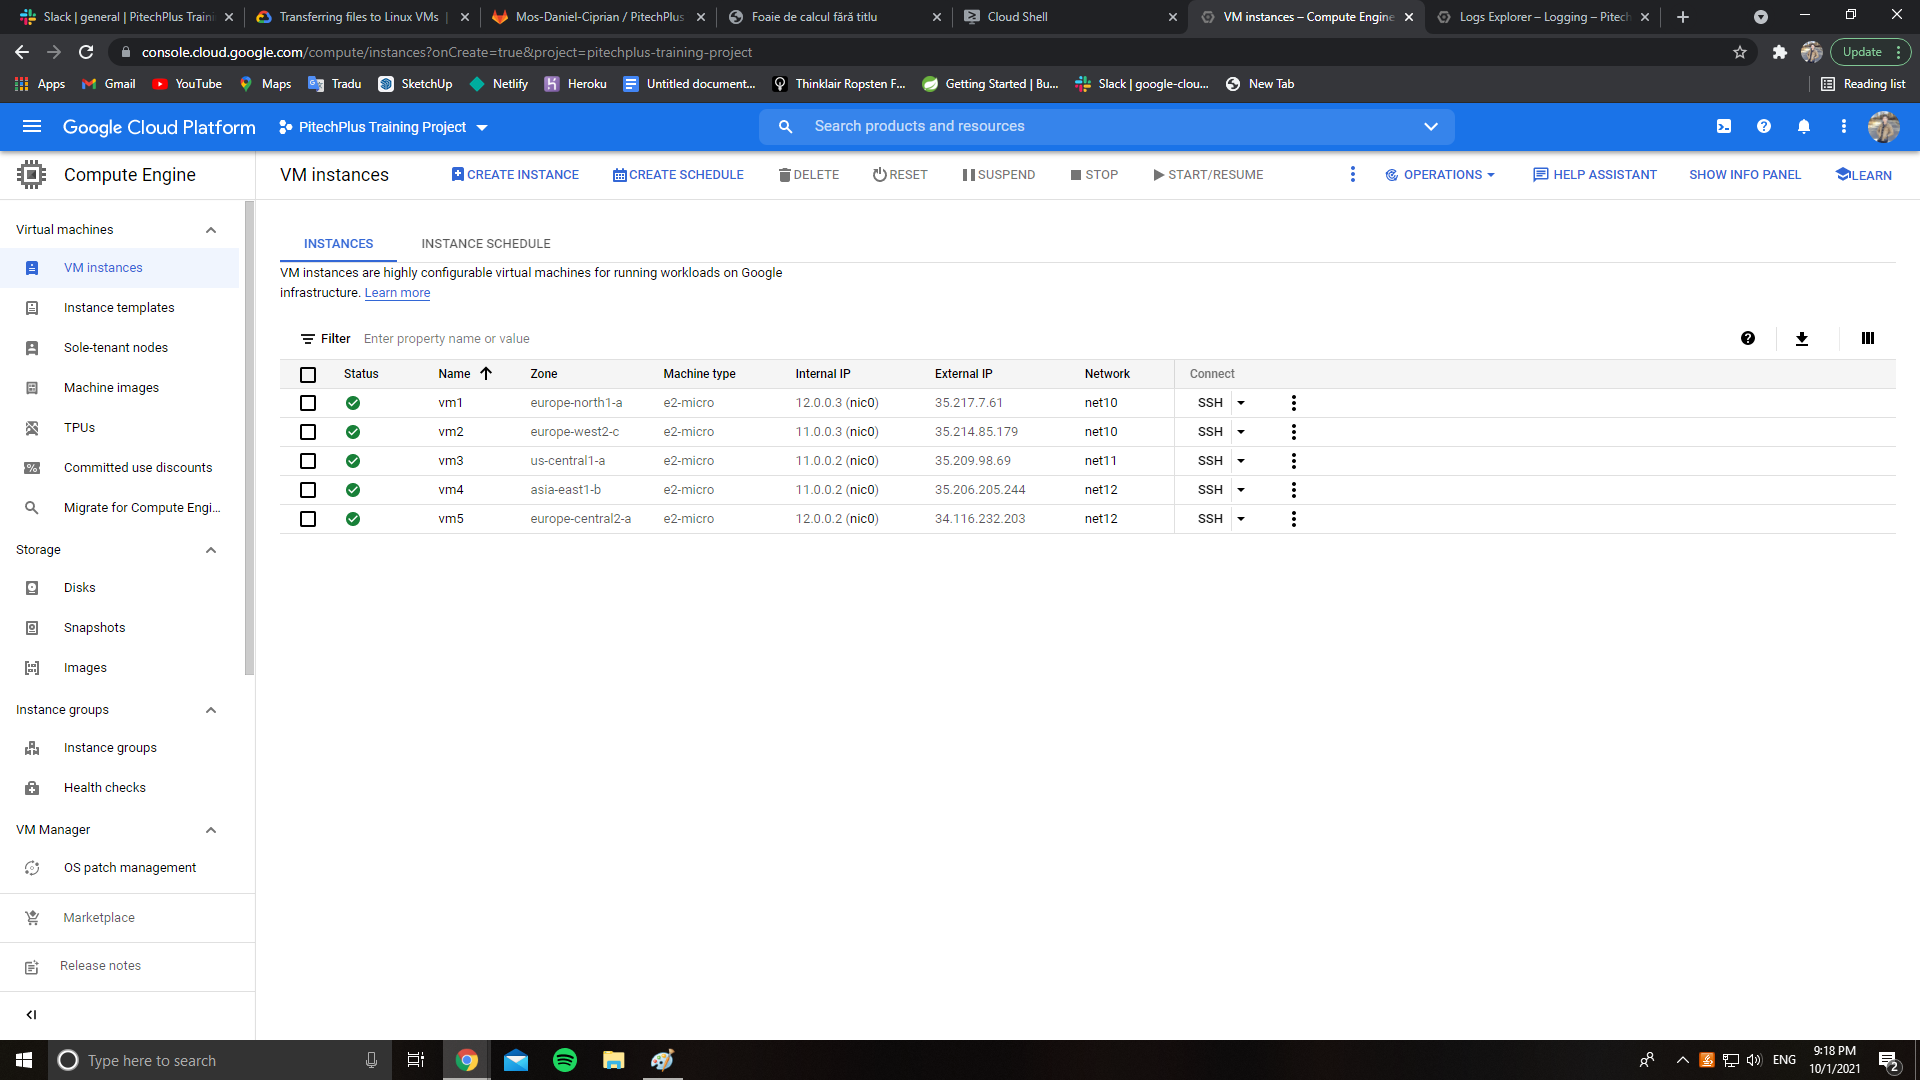 Slack | general | PitechPlus Traini
Transferring files to Linux VMs |
Mos-Daniel-Ciprian / PitechPlus
Foaie de calcul fără titlu
Cloud Shell
VM instances – Compute Engine
Logs Explorer – Logging – Pitech
console.cloud.google.com/compute/instances?onCreate=true&project=pitechplus-training-project
Update
Apps
Gmail
YouTube
Maps
Tradu
SketchUp
Netlify
Heroku
Untitled document...
Thinklair Ropsten F...
Getting Started | Bu...
Slack | google-clou...
New Tab
Reading list
Google Cloud Platform
PitechPlus Training Project
Search products and resources
Compute Engine
VM instances
CREATE INSTANCE
CREATE SCHEDULE
DELETE
RESET
SUSPEND
STOP
START/RESUME
OPERATIONS
HELP ASSISTANT
SHOW INFO PANEL
LEARN
Virtual machines
VM instances
Instance templates
Sole-tenant nodes
Machine images
TPUs
Committed use discounts
Migrate for Compute Engi...
Storage
Disks
Snapshots
Images
Instance groups
Instance groups
Health checks
VM Manager
OS patch management
Marketplace
Release notes
INSTANCES
INSTANCE SCHEDULE
VM instances are highly configurable virtual machines for running workloads on Google
infrastructure. Learn more
Filter Enter property name or value
Status Name Zone Machine type Internal IP External IP Network Connect
vm1 europe-north1-a e2-micro 12.0.0.3 (nic0) 35.217.7.61 net10 SSH
vm2 europe-west2-c e2-micro 11.0.0.3 (nic0) 35.214.85.179 net10 SSH
vm3 us-central1-a e2-micro 11.0.0.2 (nic0) 35.209.98.69 net11 SSH
vm4 asia-east1-b e2-micro 11.0.0.2 (nic0) 35.206.205.244 net12 SSH
vm5 europe-central2-a e2-micro 12.0.0.2 (nic0) 34.116.232.203 net12 SSH
Type here to search
ENG
9:18 PM
10/1/2021
2